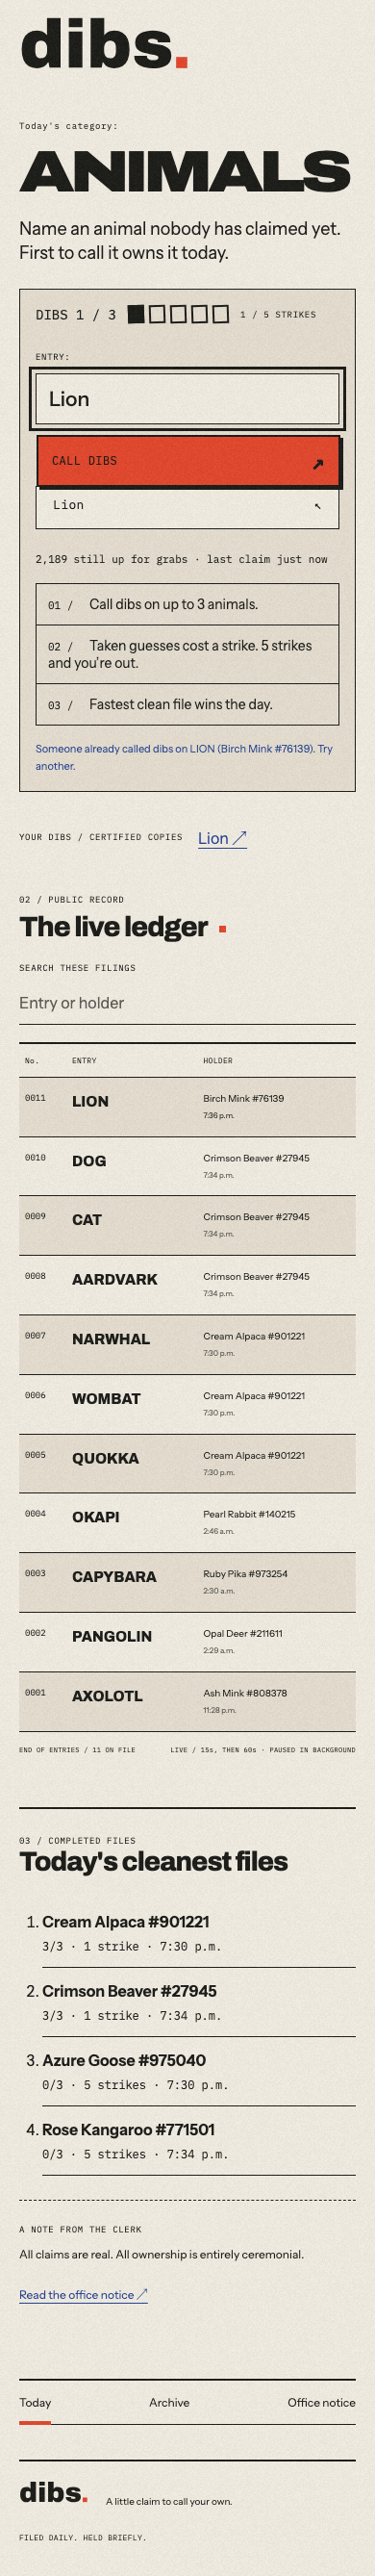 dibs.
Today's category:
ANIMALS
Name an animal nobody has claimed yet.
First to call it owns it today.
DIBS 1 / 3 1 / 5 STRIKES
ENTRY:
Lion
CALL DIBS ↗
Lion ↖
2,189 still up for grabs · last claim just now
01 / Call dibs on up to 3 animals.
02 / Taken guesses cost a strike. 5 strikes
and you're out.
03 / Fastest clean file wins the day.
Someone already called dibs on LION (Birch Mink #76139). Try
another.
YOUR DIBS / CERTIFIED COPIES Lion ↗
02 / PUBLIC RECORD
The live ledger
SEARCH THESE FILINGS
Entry or holder
No. ENTRY HOLDER
0011 LION Birch Mink #76139
7:36 p.m.
0010 DOG Crimson Beaver #27945
7:34 p.m.
0009 CAT Crimson Beaver #27945
7:34 p.m.
0008 AARDVARK Crimson Beaver #27945
7:34 p.m.
0007 NARWHAL Cream Alpaca #901221
7:30 p.m.
0006 WOMBAT Cream Alpaca #901221
7:30 p.m.
0005 QUOKKA Cream Alpaca #901221
7:30 p.m.
0004 OKAPI Pearl Rabbit #140215
2:46 a.m.
0003 CAPYBARA Ruby Pika #973254
2:30 a.m.
0002 PANGOLIN Opal Deer #211611
2:29 a.m.
0001 AXOLOTL Ash Mink #808378
11:28 p.m.
END OF ENTRIES / 11 ON FILE LIVE / 15s, THEN 60s · PAUSED IN BACKGROUND
03 / COMPLETED FILES
Today's cleanest files
1. Cream Alpaca #901221
3/3 · 1 strike · 7:30 p.m.
2. Crimson Beaver #27945
3/3 · 1 strike · 7:34 p.m.
3. Azure Goose #975040
0/3 · 5 strikes · 7:30 p.m.
4. Rose Kangaroo #771501
0/3 · 5 strikes · 7:34 p.m.
A NOTE FROM THE CLERK
All claims are real. All ownership is entirely ceremonial.
Read the office notice ↗
Today Archive Office notice
dibs. A little claim to call your own.
FILED DAILY. HELD BRIEFLY.